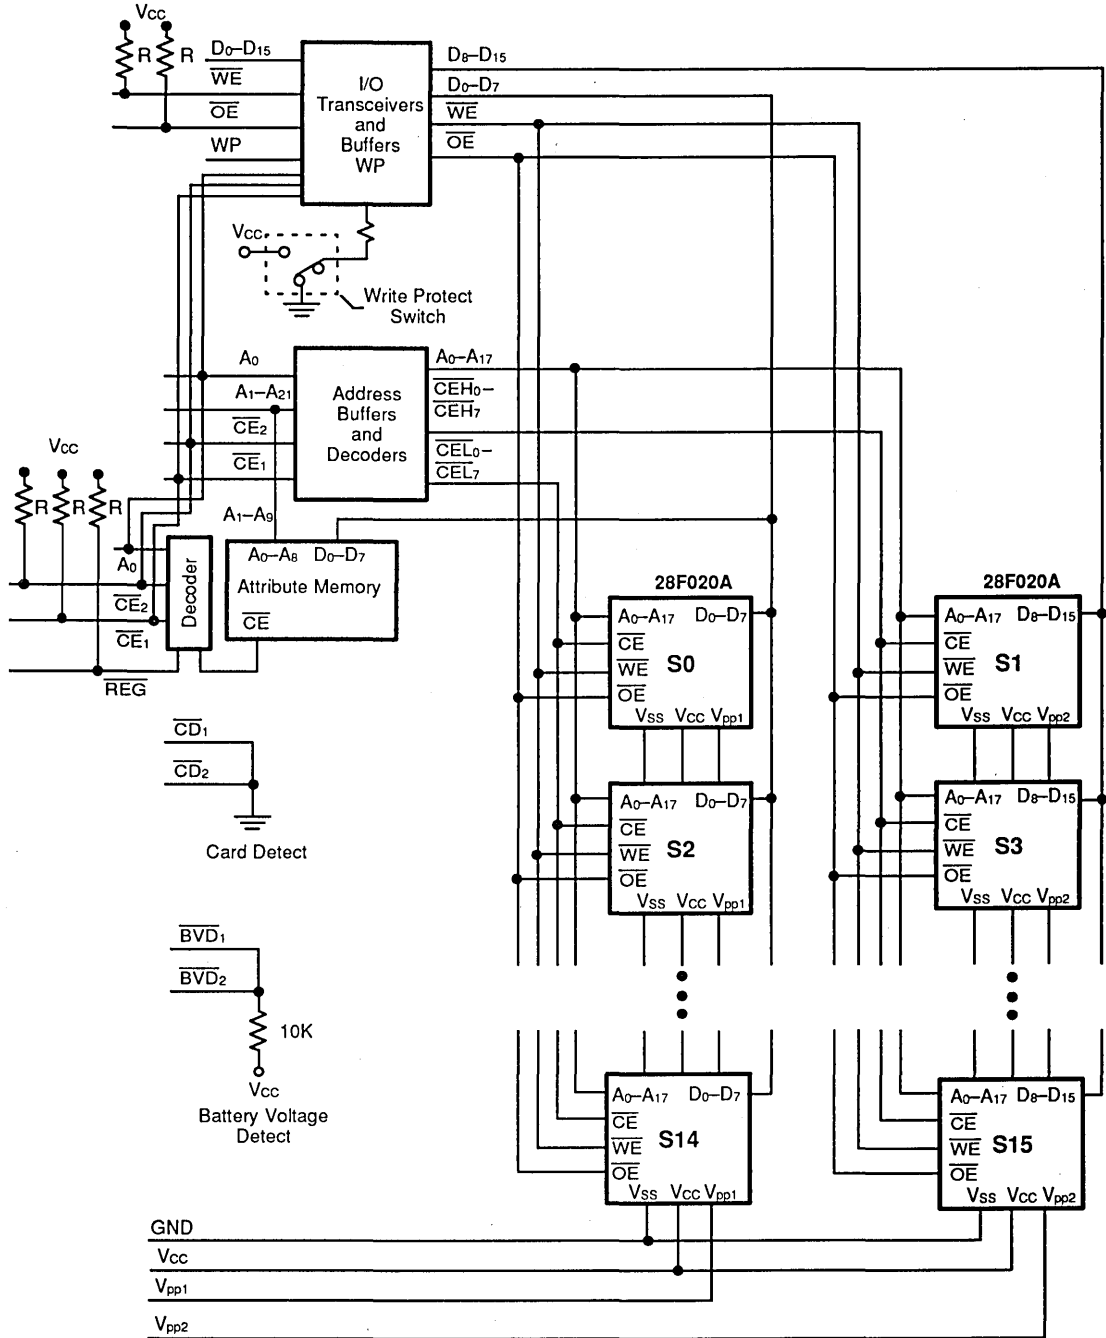 VCC
R R
D0–D15
WE
OE
WP
I/O
Transceivers
and
Buffers
WP
D8–D15
D0–D7
WE
OE
VCC
Write Protect
Switch
A0
A1–A21
CE2
CE1
Address
Buffers
and
Decoders
A0–A17
CEH0–
CEH7
CEL0–
CEL7
VCC
R R R
A1–A9
A0
CE2
CE1
REG
Decoder
A0–A8 D0–D7
Attribute Memory
CE
CD1
CD2
Card Detect
BVD1
BVD2
10K
VCC
Battery Voltage
Detect
28F020A
A0–A17 D0–D7
CE
WE
OE
S0
VSS VCC Vpp1
28F020A
A0–A17 D8–D15
CE
WE
OE
S1
VSS VCC Vpp2
A0–A17 D0–D7
CE
WE
OE
S2
VSS VCC Vpp1
A0–A17 D8–D15
CE
WE
OE
S3
VSS VCC Vpp2
A0–A17 D0–D7
CE
WE
OE
S14
VSS VCC Vpp1
A0–A17 D8–D15
CE
WE
OE
S15
VSS VCC Vpp2
GND
VCC
Vpp1
Vpp2